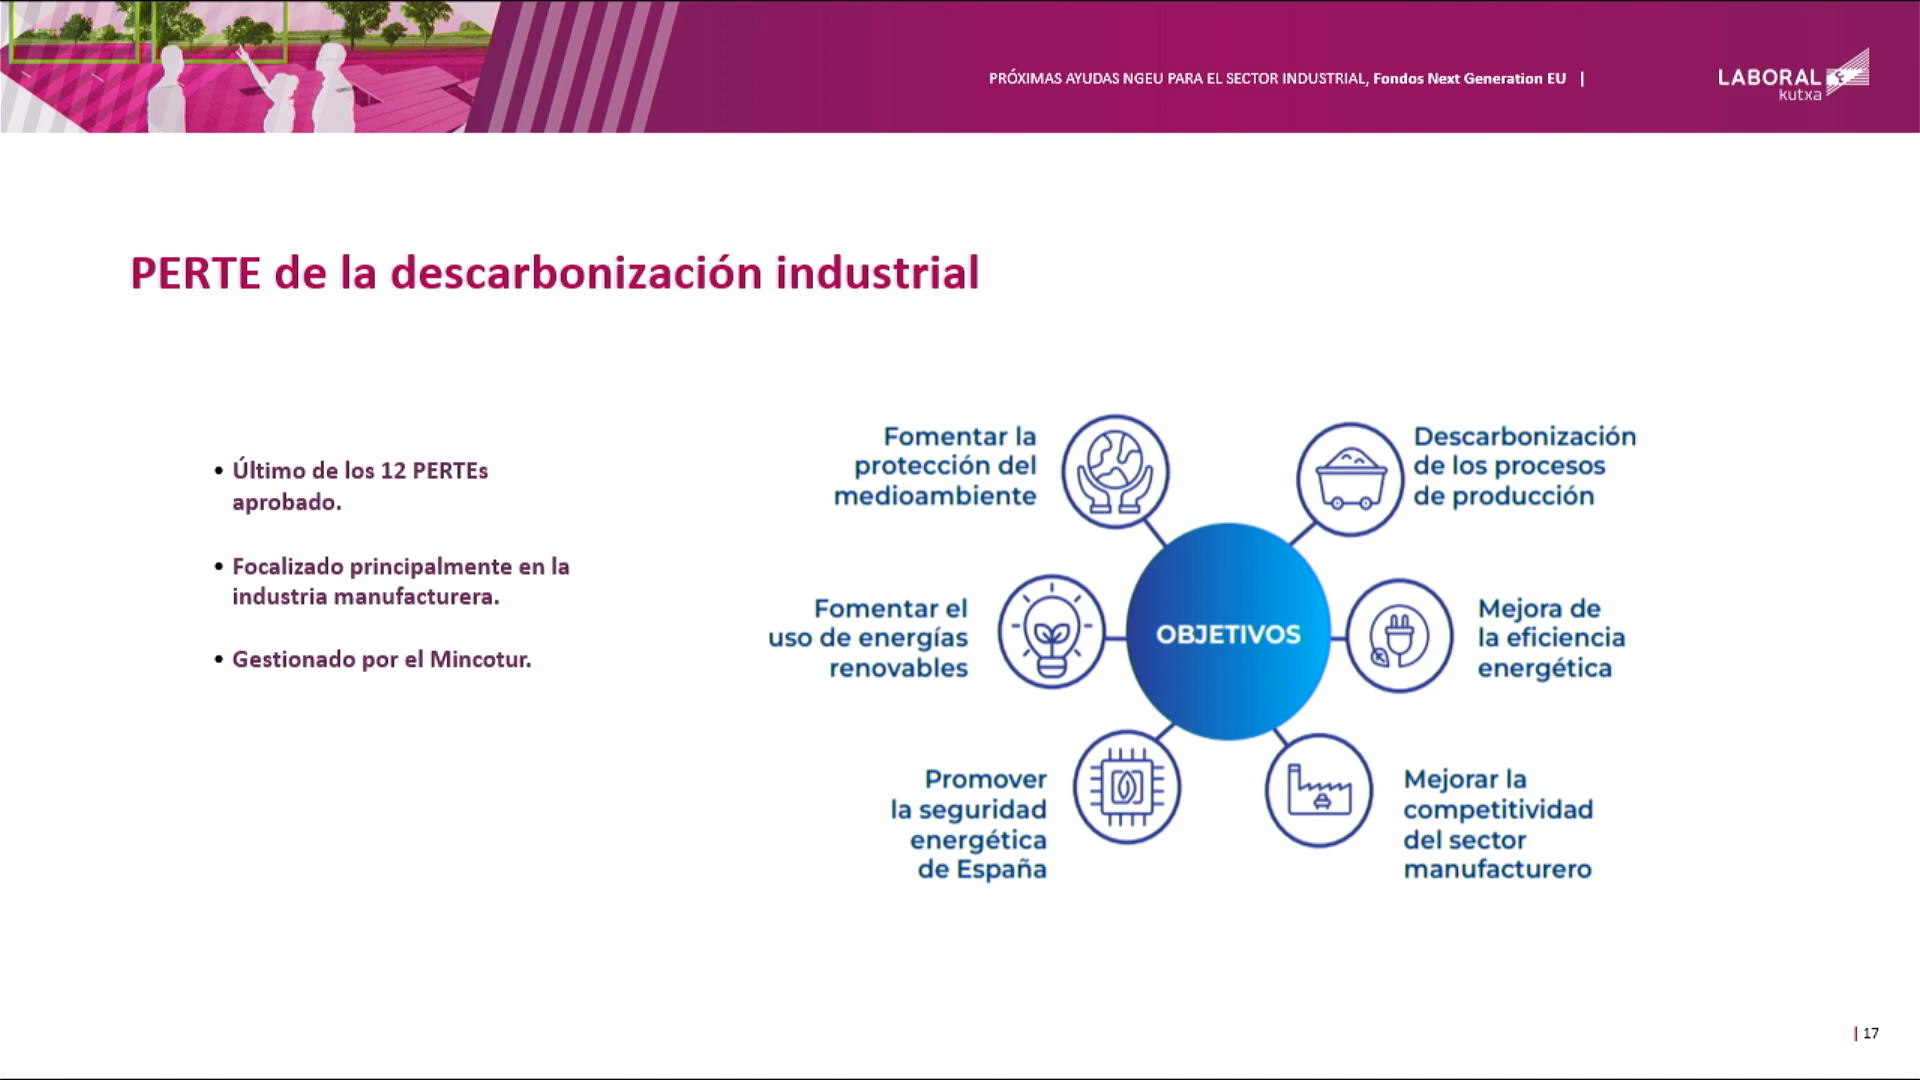 PRÓXIMAS AYUDAS NGEU PARA EL SECTOR INDUSTRIAL, Fondos Next Generation EU |
LABORAL
kutxa
PERTE de la descarbonización industrial
• Último de los 12 PERTEs
aprobado.
• Focalizado principalmente en la
industria manufacturera.
• Gestionado por el Mincotur.
Fomentar la
protección del
medioambiente
Descarbonización
de los procesos
de producción
Fomentar el
uso de energías
renovables
OBJETIVOS
Mejora de
la eficiencia
energética
Promover
la seguridad
energética
de España
Mejorar la
competitividad
del sector
manufacturero
| 17